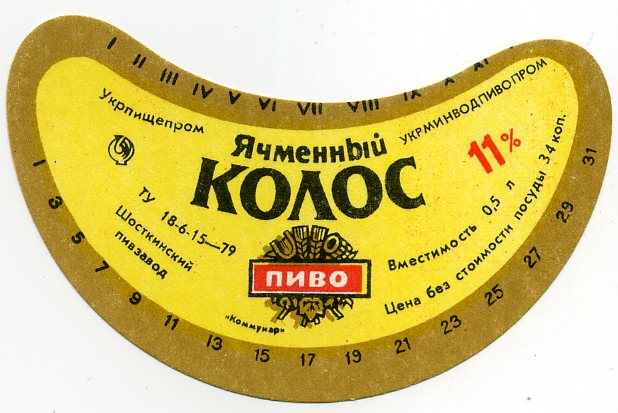 I II III IV V VI VII VIII IX X XI
Укрпищепром
УКРМИНВОДПИВОПРОМ
Ячменный
КОЛОС
11%
ТУ 18-6-15—79
Шосткинский
пивзавод
ПИВО
„Коммунар“
Вместимость 0,5 л
Цена без стоимости посуды 34 коп.
1 3 5 7 9 11 13 15 17 19 21 23 25 27 29 31